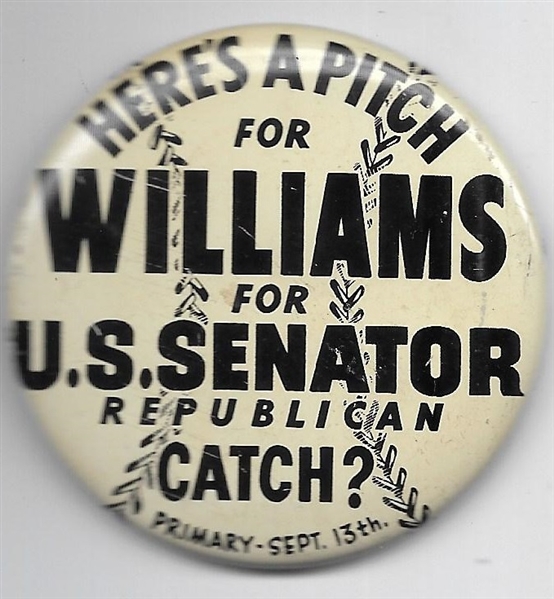 HERE'S A PITCH
FOR
WILLIAMS
FOR
U.S. SENATOR
REPUBLICAN
CATCH?
PRIMARY-SEPT. 13th.